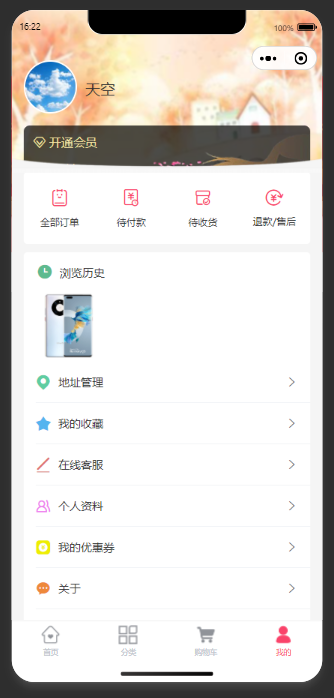 16:22
100%
天空
开通会员
全部订单 待付款 待收货 退款/售后
浏览历史
地址管理
我的收藏
在线客服
个人资料
我的优惠券
关于
首页 分类 购物车 我的